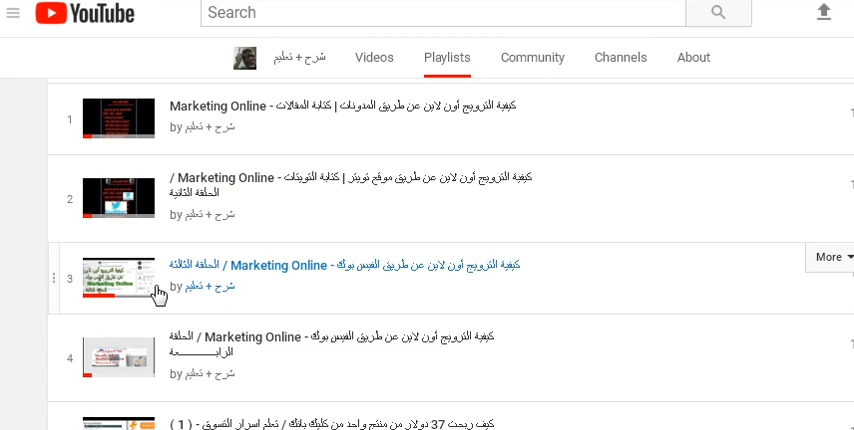 YouTube
Search
شرح + تعليم
Videos
Playlists
Community
Channels
About
1
Marketing Online - كيفية الترويج أون لاين عن طريق المدونات | كتابة المقالات
by شرح + تعليم
2
/ Marketing Online - كيفية الترويج أون لاين عن طريق موقع تويتر | كتابة التويتات
الحلقة الثانية
by شرح + تعليم
3
كيفية الترويج أون لاين عن طريق الفيس بوك - Marketing Online / الحلقة الثالثة
by شرح + تعليم
More
4
كيفية الترويج أون لاين عن طريق الفيس بوك - Marketing Online / الحلقة
الرابـــــــــعة
by شرح + تعليم
كيف ربحت 37 دولار من منتج واحد من كليك بانك / تعلم اسرار التسوق - ( 1 )
Marketing Online